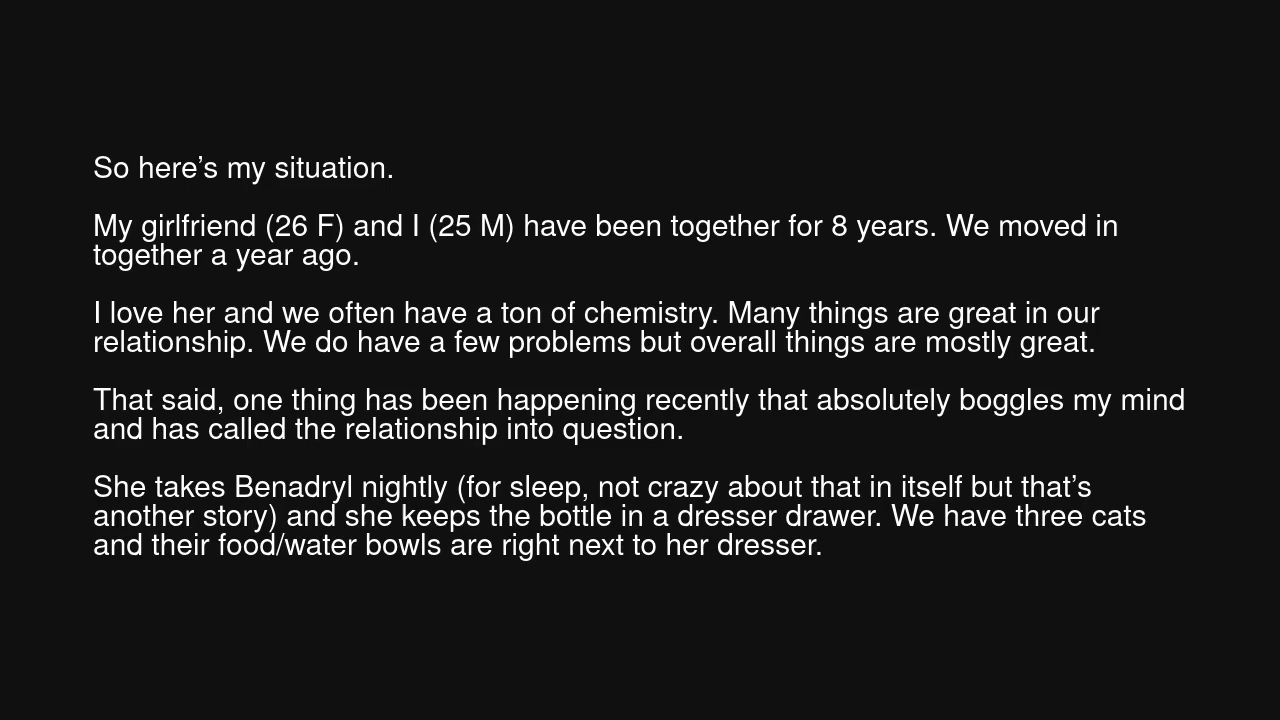 So here’s my situation.
My girlfriend (26 F) and I (25 M) have been together for 8 years. We moved in
together a year ago.
I love her and we often have a ton of chemistry. Many things are great in our
relationship. We do have a few problems but overall things are mostly great.
That said, one thing has been happening recently that absolutely boggles my mind
and has called the relationship into question.
She takes Benadryl nightly (for sleep, not crazy about that in itself but that’s
another story) and she keeps the bottle in a dresser drawer. We have three cats
and their food/water bowls are right next to her dresser.